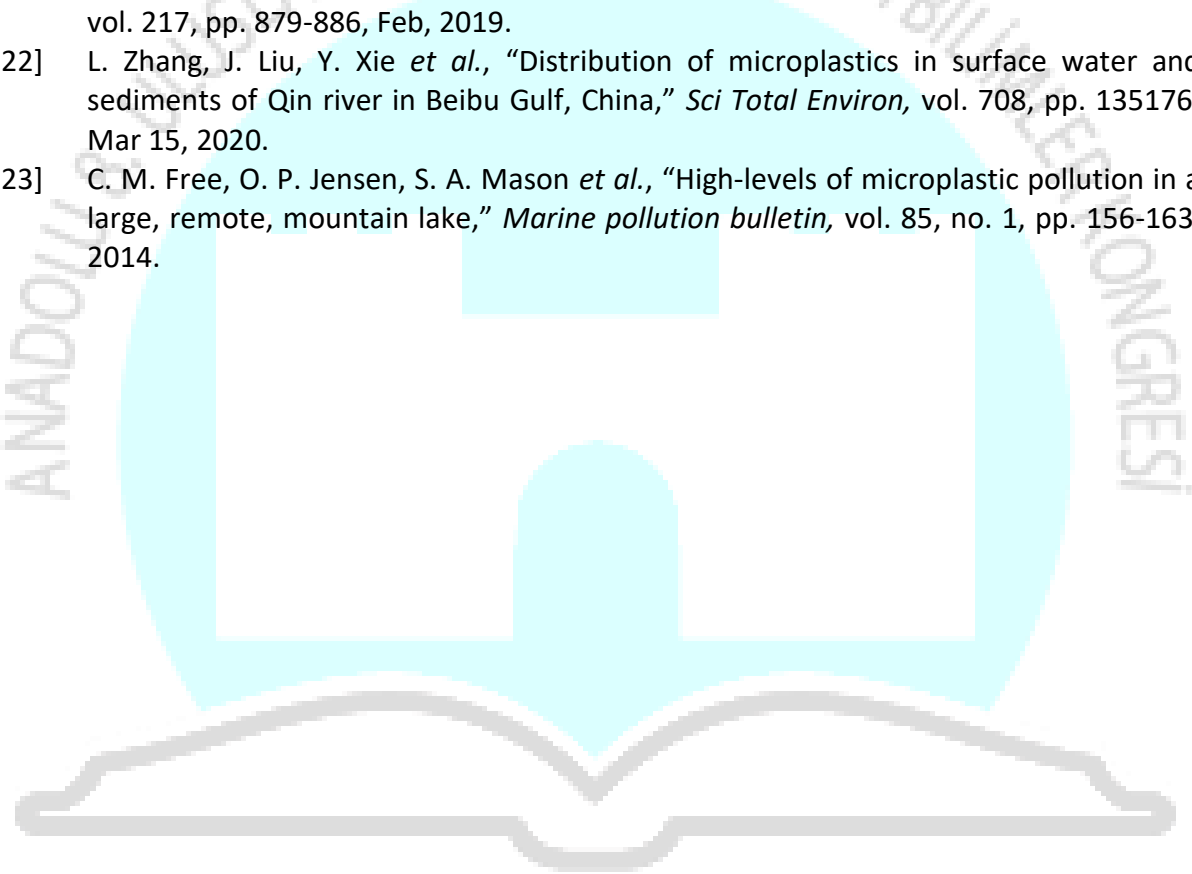 vol. 217, pp. 879-886, Feb, 2019.
22] L. Zhang, J. Liu, Y. Xie et al., “Distribution of microplastics in surface water and
sediments of Qin river in Beibu Gulf, China,” Sci Total Environ, vol. 708, pp. 135176
Mar 15, 2020.
23] C. M. Free, O. P. Jensen, S. A. Mason et al., “High-levels of microplastic pollution in a
large, remote, mountain lake,” Marine pollution bulletin, vol. 85, no. 1, pp. 156-163
2014.
ANADOLU &
KONGRESİ